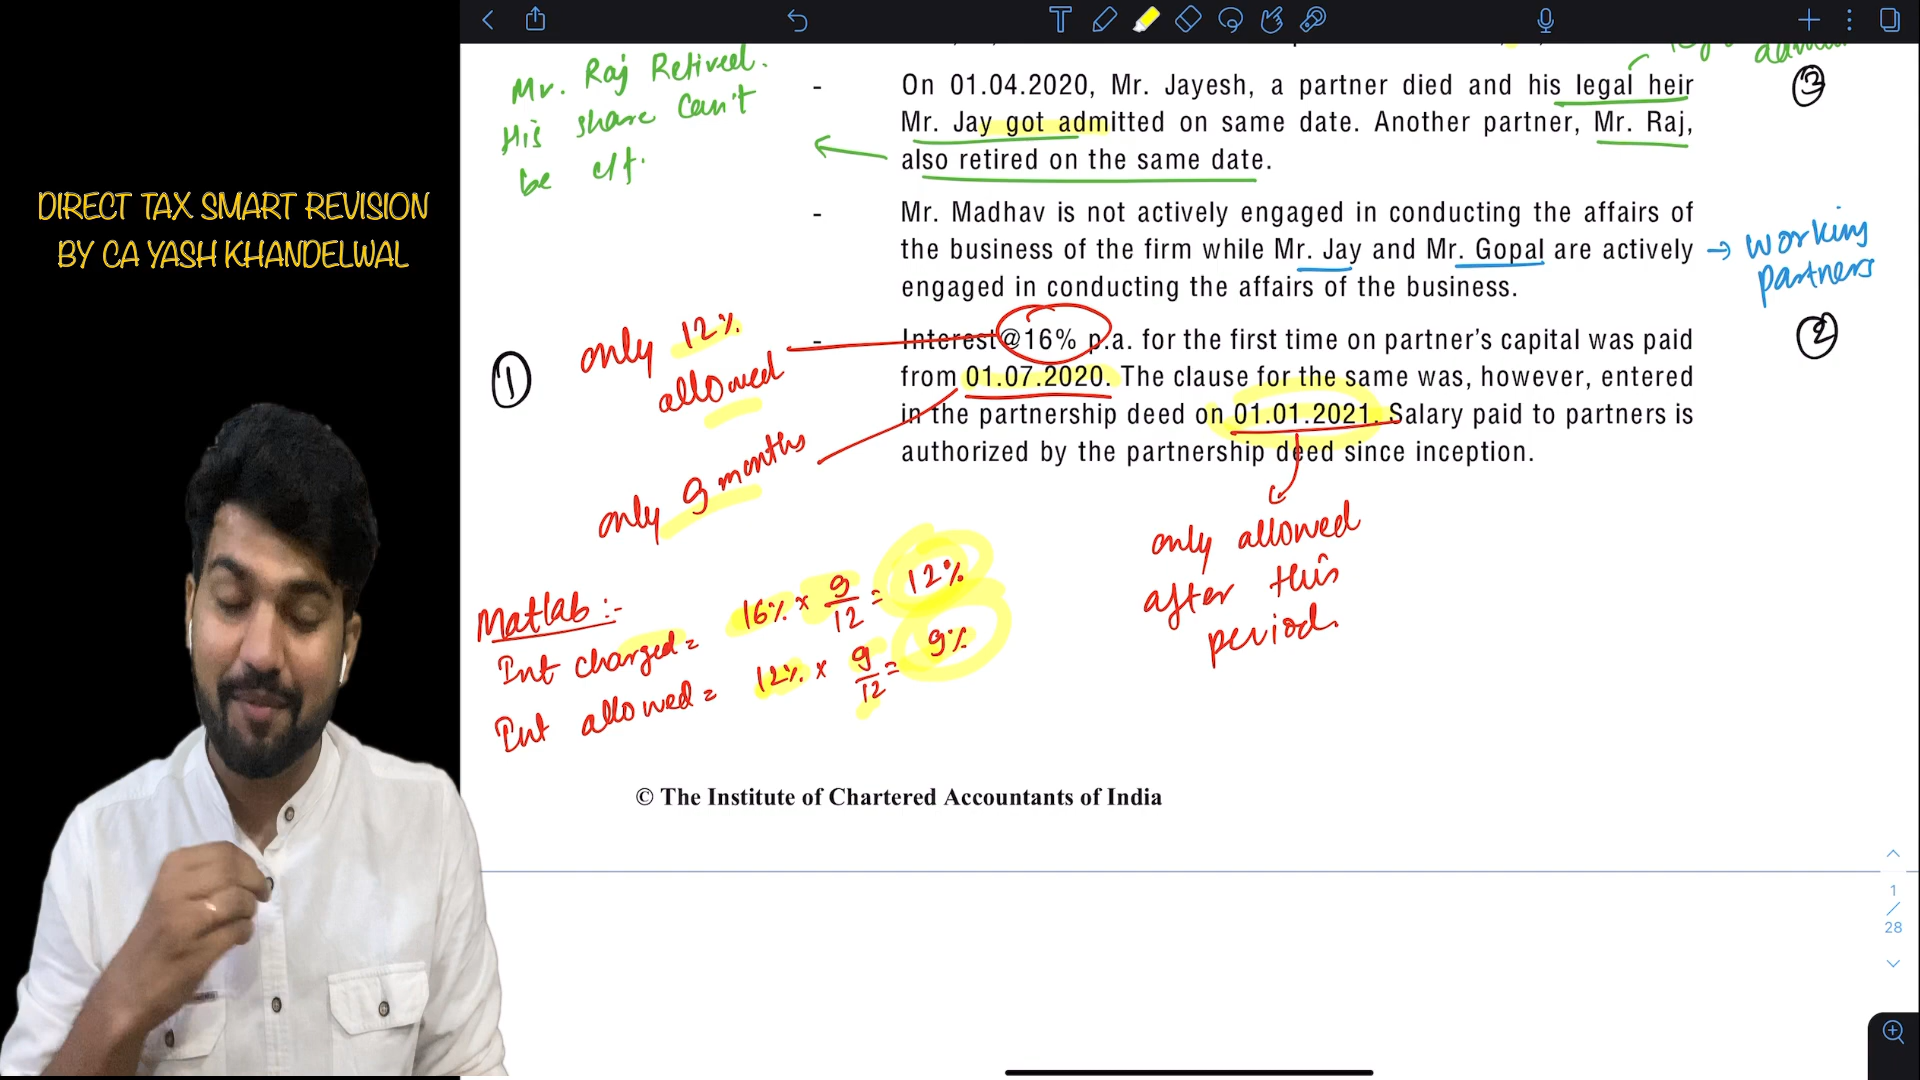 DIRECT TAX SMART REVISION
BY CA YASH KHANDELWAL
Mr. Raj Retired.
His share can't
be c/f.
- On 01.04.2020, Mr. Jayesh, a partner died and his legal heir
Mr. Jay got admitted on same date. Another partner, Mr. Raj,
also retired on the same date.
3
- Mr. Madhav is not actively engaged in conducting the affairs of
the business of the firm while Mr. Jay and Mr. Gopal are actively
engaged in conducting the affairs of the business.
→ working
partners
2
1
only 12%
allowed
only 9 months
- Interest @16% p.a. for the first time on partner's capital was paid
from 01.07.2020. The clause for the same was, however, entered
in the partnership deed on 01.01.2021. Salary paid to partners is
authorized by the partnership deed since inception.
only allowed
after this
period.
Matlab :-
Int charged = 16% × 9/12 = 12%
Int allowed = 12% × 9/12 = 9%
© The Institute of Chartered Accountants of India
1
/
28